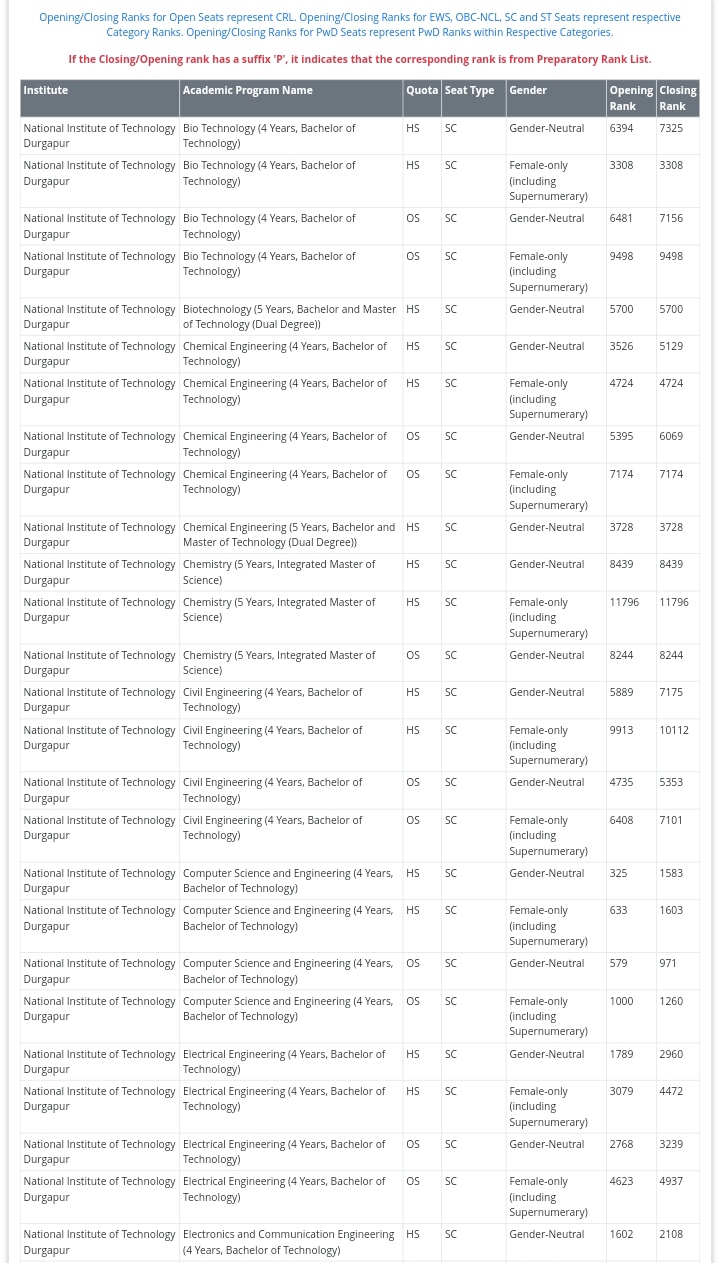 Opening/Closing Ranks for Open Seats represent CRL. Opening/Closing Ranks for EWS, OBC-NCL, SC and ST Seats represent respective
Category Ranks. Opening/Closing Ranks for PwD Seats represent PwD Ranks within Respective Categories.
If the Closing/Opening rank has a suffix 'P', it indicates that the corresponding rank is from Preparatory Rank List.
Institute Academic Program Name Quota Seat Type Gender Opening Closing
Rank Rank
National Institute of Technology Bio Technology (4 Years, Bachelor of HS SC Gender-Neutral 6394 7325
Durgapur Technology)
National Institute of Technology Bio Technology (4 Years, Bachelor of HS SC Female-only 3308 3308
Durgapur Technology) (including
Supernumerary)
National Institute of Technology Bio Technology (4 Years, Bachelor of OS SC Gender-Neutral 6481 7156
Durgapur Technology)
National Institute of Technology Bio Technology (4 Years, Bachelor of OS SC Female-only 9498 9498
Durgapur Technology) (including
Supernumerary)
National Institute of Technology Biotechnology (5 Years, Bachelor and Master HS SC Gender-Neutral 5700 5700
Durgapur of Technology (Dual Degree))
National Institute of Technology Chemical Engineering (4 Years, Bachelor of HS SC Gender-Neutral 3526 5129
Durgapur Technology)
National Institute of Technology Chemical Engineering (4 Years, Bachelor of HS SC Female-only 4724 4724
Durgapur Technology) (including
Supernumerary)
National Institute of Technology Chemical Engineering (4 Years, Bachelor of OS SC Gender-Neutral 5395 6069
Durgapur Technology)
National Institute of Technology Chemical Engineering (4 Years, Bachelor of OS SC Female-only 7174 7174
Durgapur Technology) (including
Supernumerary)
National Institute of Technology Chemical Engineering (5 Years, Bachelor and HS SC Gender-Neutral 3728 3728
Durgapur Master of Technology (Dual Degree))
National Institute of Technology Chemistry (5 Years, Integrated Master of HS SC Gender-Neutral 8439 8439
Durgapur Science)
National Institute of Technology Chemistry (5 Years, Integrated Master of HS SC Female-only 11796 11796
Durgapur Science) (including
Supernumerary)
National Institute of Technology Chemistry (5 Years, Integrated Master of OS SC Gender-Neutral 8244 8244
Durgapur Science)
National Institute of Technology Civil Engineering (4 Years, Bachelor of HS SC Gender-Neutral 5889 7175
Durgapur Technology)
National Institute of Technology Civil Engineering (4 Years, Bachelor of HS SC Female-only 9913 10112
Durgapur Technology) (including
Supernumerary)
National Institute of Technology Civil Engineering (4 Years, Bachelor of OS SC Gender-Neutral 4735 5353
Durgapur Technology)
National Institute of Technology Civil Engineering (4 Years, Bachelor of OS SC Female-only 6408 7101
Durgapur Technology) (including
Supernumerary)
National Institute of Technology Computer Science and Engineering (4 Years, HS SC Gender-Neutral 325 1583
Durgapur Bachelor of Technology)
National Institute of Technology Computer Science and Engineering (4 Years, HS SC Female-only 633 1603
Durgapur Bachelor of Technology) (including
Supernumerary)
National Institute of Technology Computer Science and Engineering (4 Years, OS SC Gender-Neutral 579 971
Durgapur Bachelor of Technology)
National Institute of Technology Computer Science and Engineering (4 Years, OS SC Female-only 1000 1260
Durgapur Bachelor of Technology) (including
Supernumerary)
National Institute of Technology Electrical Engineering (4 Years, Bachelor of HS SC Gender-Neutral 1789 2960
Durgapur Technology)
National Institute of Technology Electrical Engineering (4 Years, Bachelor of HS SC Female-only 3079 4472
Durgapur Technology) (including
Supernumerary)
National Institute of Technology Electrical Engineering (4 Years, Bachelor of OS SC Gender-Neutral 2768 3239
Durgapur Technology)
National Institute of Technology Electrical Engineering (4 Years, Bachelor of OS SC Female-only 4623 4937
Durgapur Technology) (including
Supernumerary)
National Institute of Technology Electronics and Communication Engineering HS SC Gender-Neutral 1602 2108
Durgapur (4 Years, Bachelor of Technology)